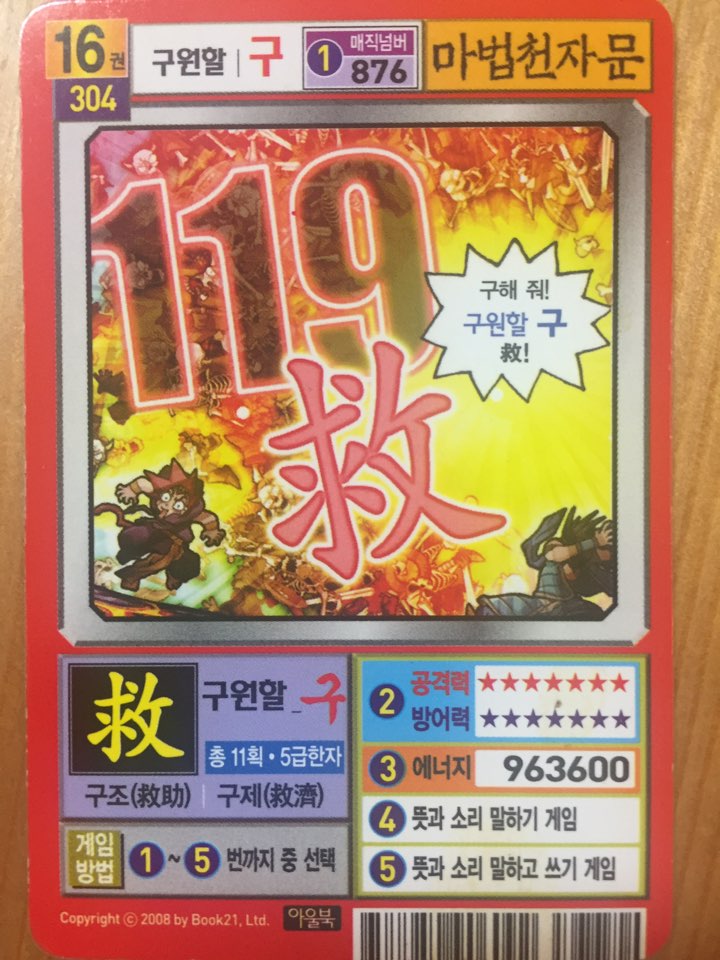 16권
구원할 | 구
1 매직넘버
876
마법천자문
304
119
구해 줘!
구원할 구
救!
救
救
구원할_구
총 11획 • 5급한자
구조(救助) | 구제(救濟)
게임
방법
1 ~ 5 번까지 중 선택
2 공격력 ★★★★★★★
방어력 ★★★★★★★
3 에너지 963600
4 뜻과 소리 말하기 게임
5 뜻과 소리 말하고 쓰기 게임
Copyright ⓒ 2008 by Book21, Ltd. 아울북